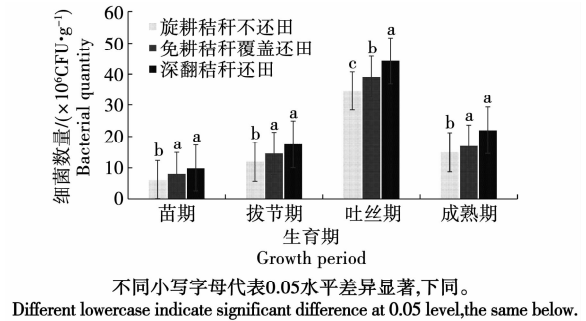 60
50
40
30
20
10
0
细菌数量/(×10⁶CFU·g⁻¹)
Bacterial quantity
旋耕秸秆不还田
免耕秸秆覆盖还田
深翻秸秆还田
b a a
b a a
c b a
b a a
苗期 拔节期 吐丝期 成熟期
生育期
Growth period
不同小写字母代表0.05水平差异显著,下同。
Different lowercase indicate significant difference at 0.05 level,the same below.